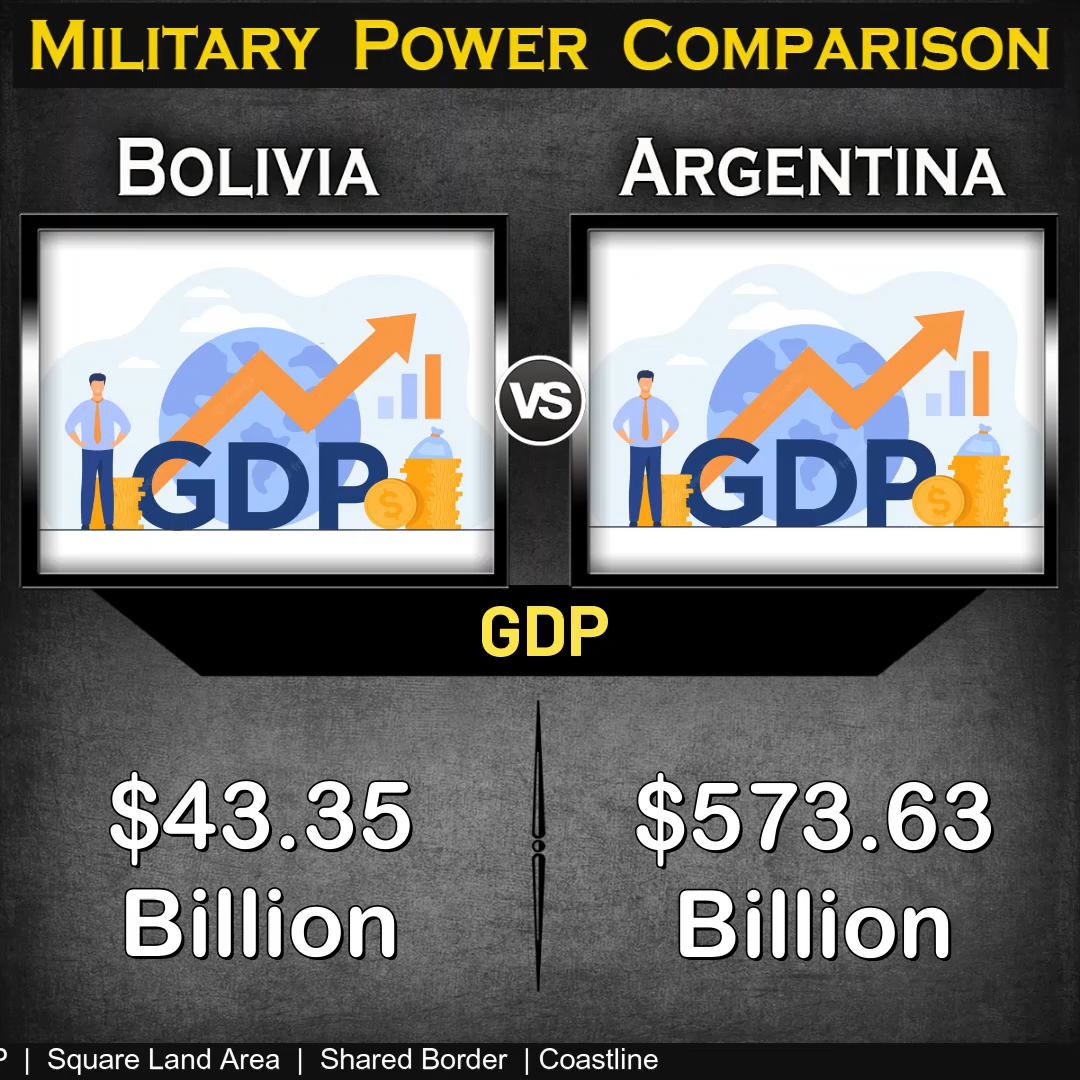 MILITARY POWER COMPARISON
BOLIVIA
ARGENTINA
VS
GDP
$
GDP
$
GDP
$43.35
Billion
$573.63
Billion
P | Square Land Area | Shared Border | Coastline